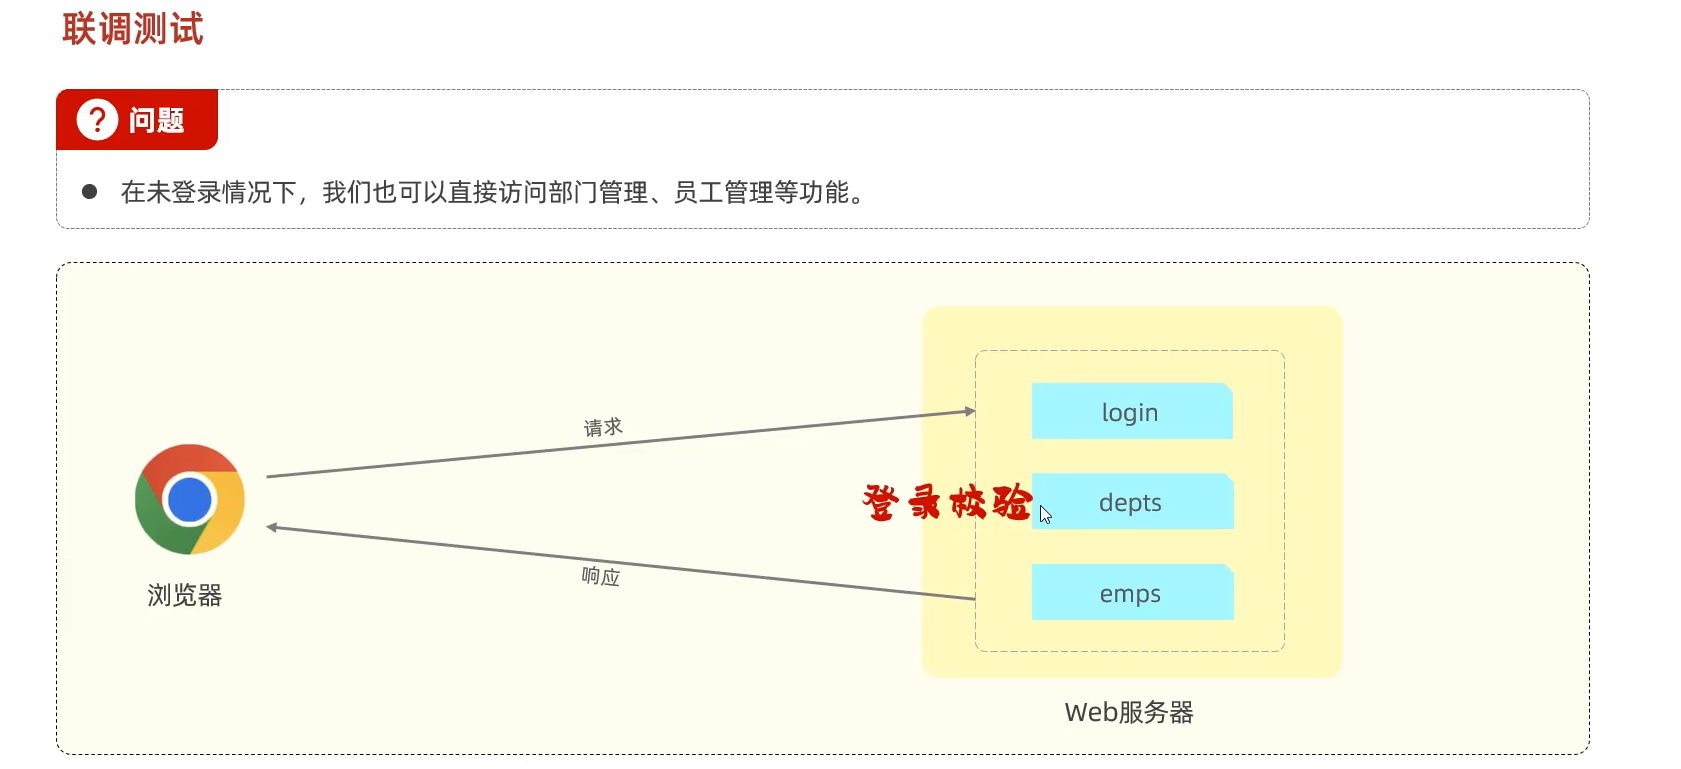 联调测试
? 问题
● 在未登录情况下，我们也可以直接访问部门管理、员工管理等功能。
请求
login
登录校验
depts
响应
emps
浏览器
Web服务器